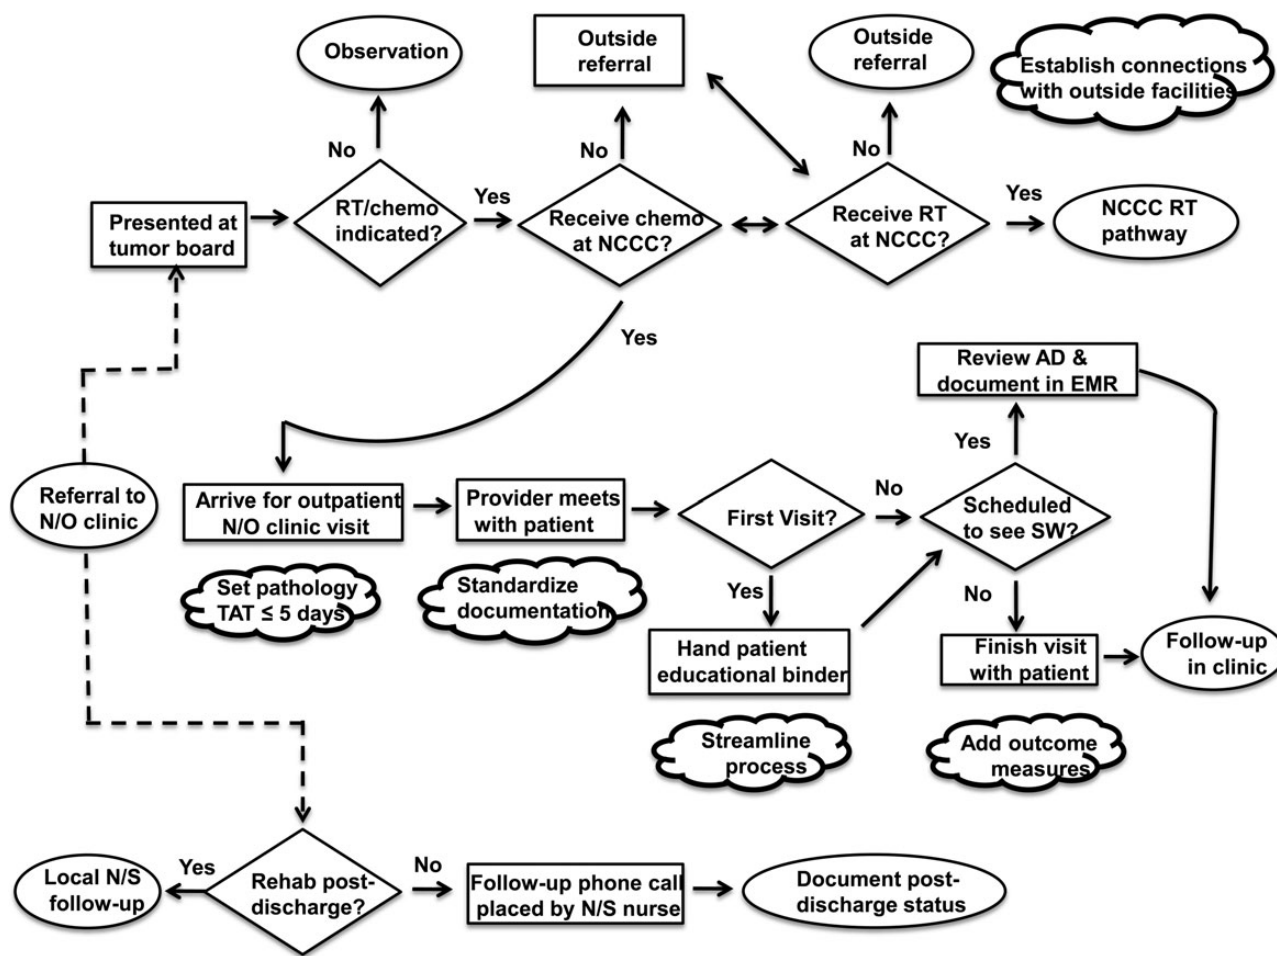 Observation
Outside
referral
Outside
referral
Establish connections
with outside facilities
No
No
No
Presented at
tumor board
RT/chemo
indicated?
Yes
Receive chemo
at NCCC?
Receive RT
at NCCC?
Yes
NCCC RT
pathway
Yes
Review AD &
document in EMR
Yes
Referral to
N/O clinic
Arrive for outpatient
N/O clinic visit
Provider meets
with patient
First Visit?
No
Scheduled
to see SW?
Set pathology
TAT ≤ 5 days
Standardize
documentation
Yes
No
Hand patient
educational binder
Finish visit
with patient
Follow-up
in clinic
Streamline
process
Add outcome
measures
Local N/S
follow-up
Yes
Rehab post-
discharge?
No
Follow-up phone call
placed by N/S nurse
Document post-
discharge status